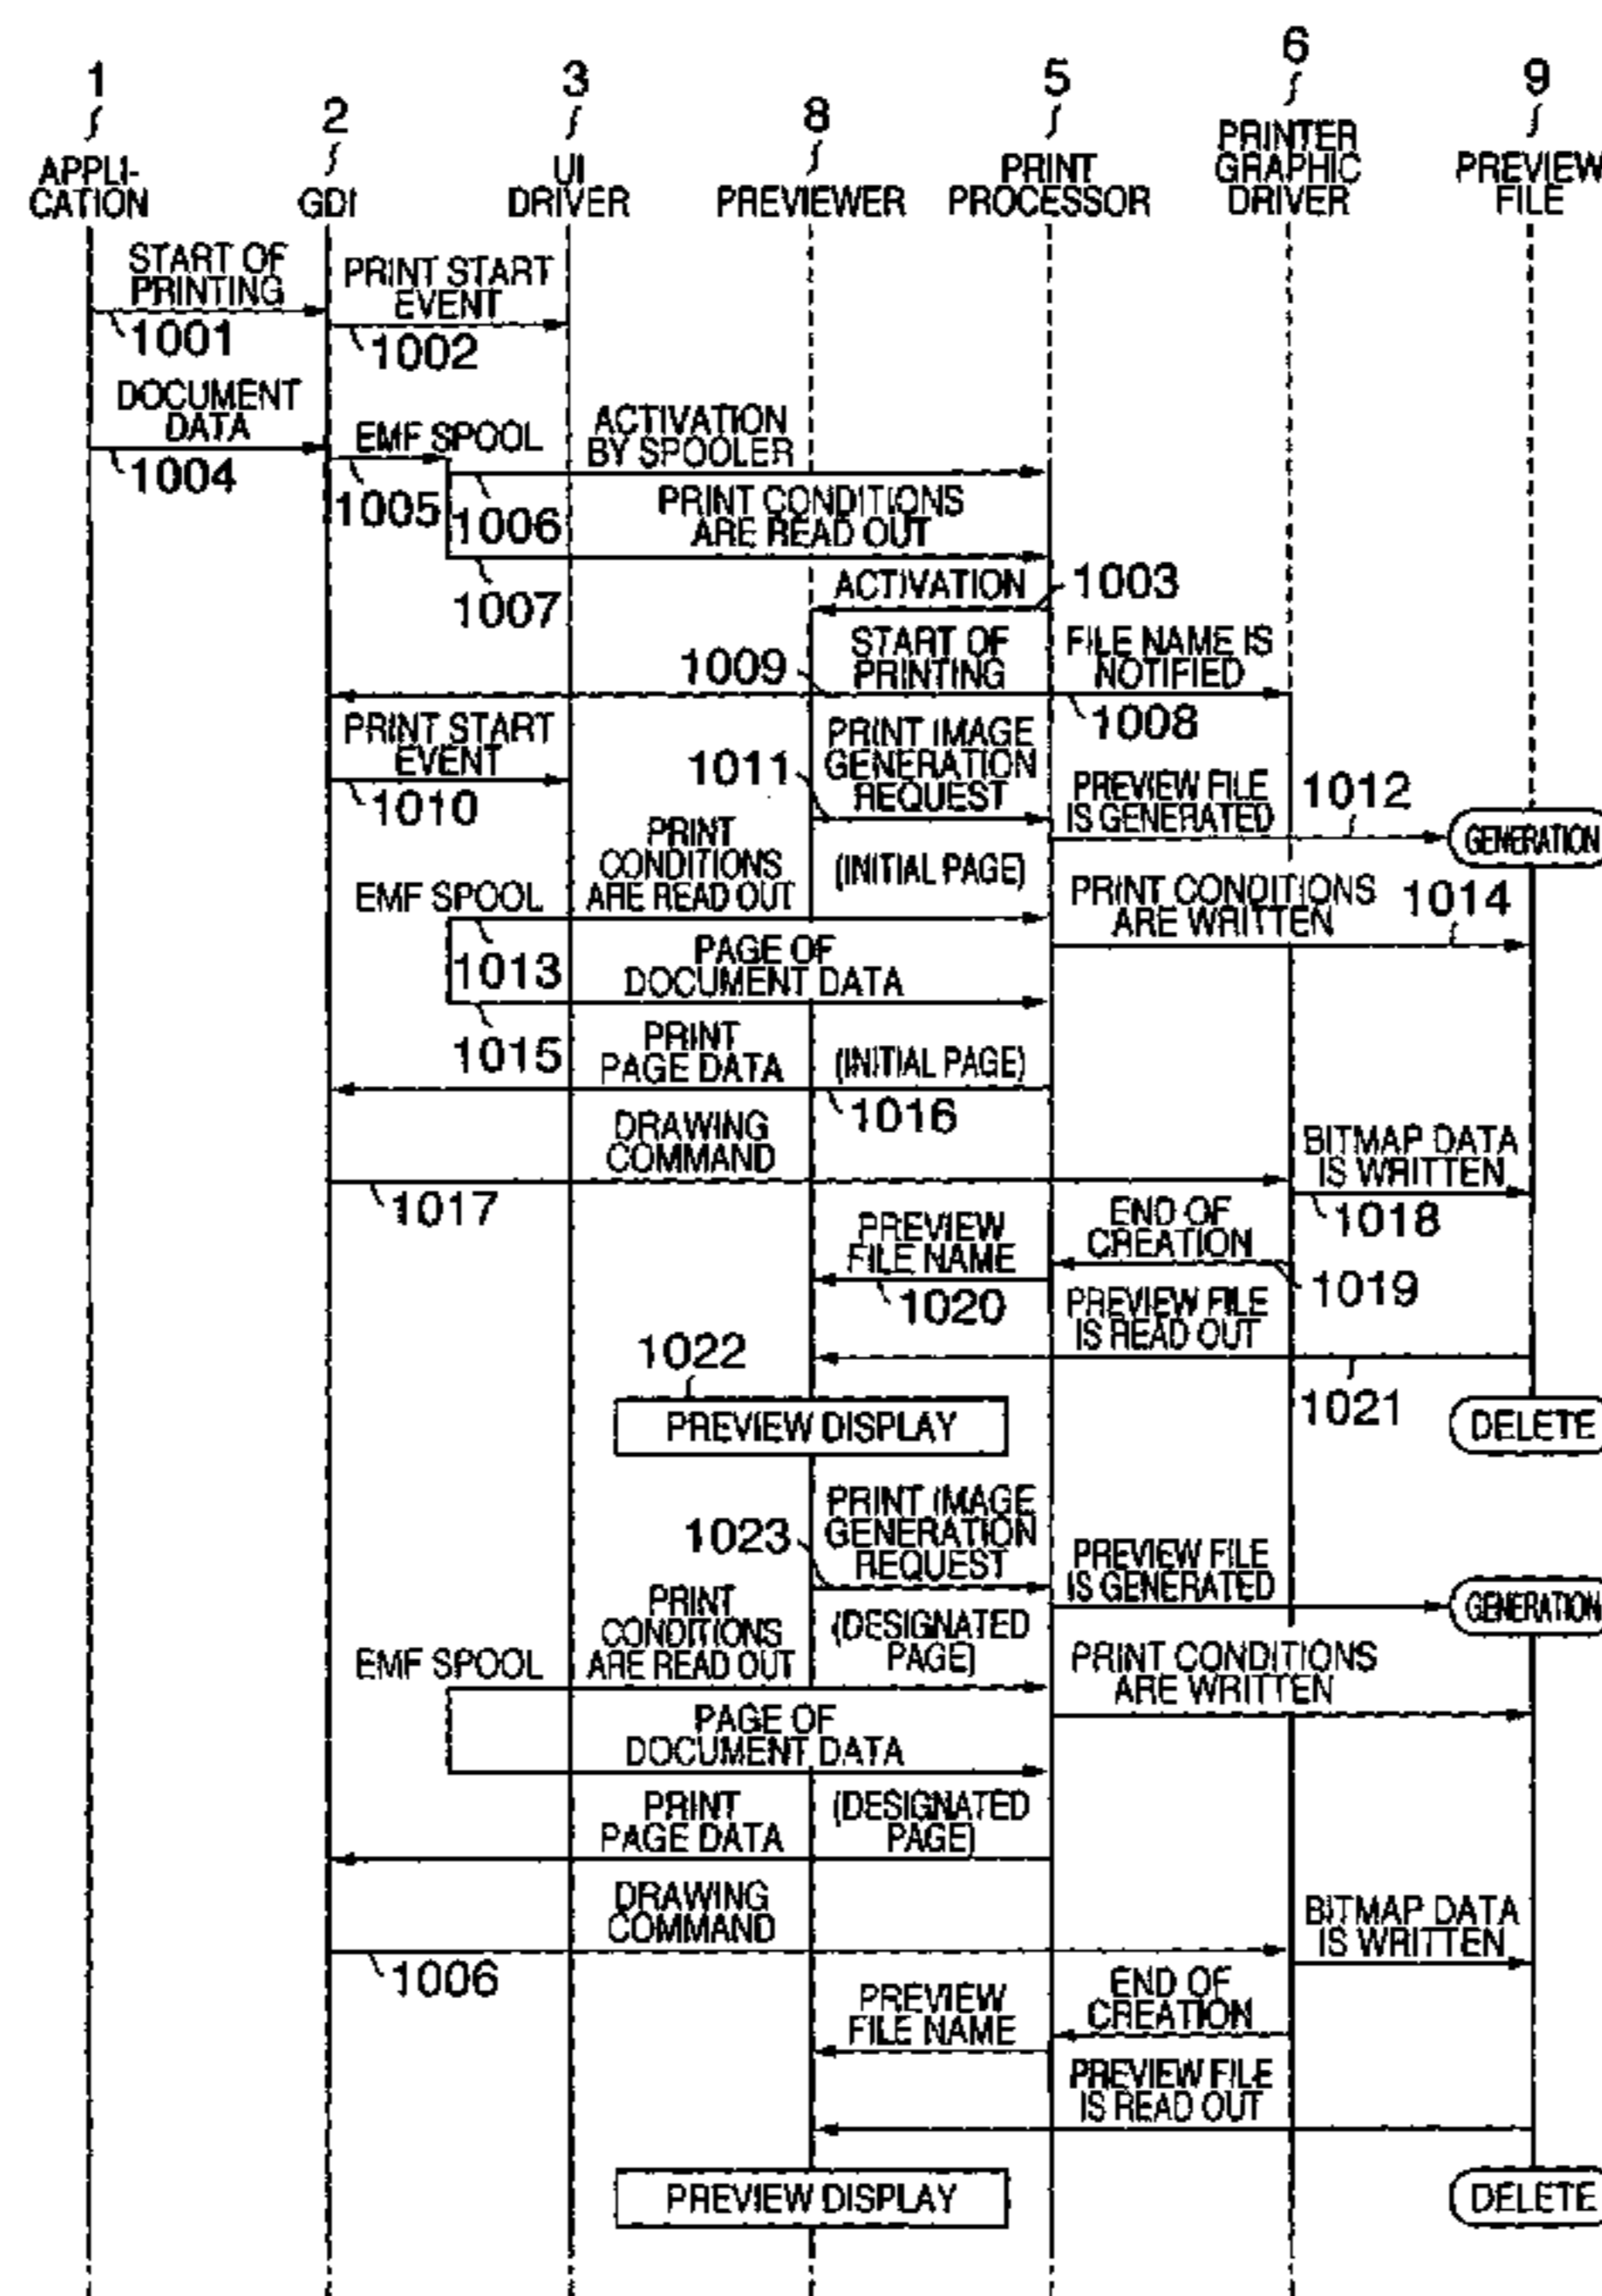 1
2
3
8
5
6
9
APPLI-
CATION
GDI
UI
DRIVER
PREVIEWER
PRINT
PROCESSOR
PRINTER
GRAPHIC
DRIVER
PREVIEW
FILE
START OF
PRINTING
1001
PRINT START
EVENT
1002
DOCUMENT
DATA
1004
EMF SPOOL
1005
ACTIVATION
BY SPOOLER
1006
PRINT CONDITIONS
ARE READ OUT
1007
ACTIVATION
1003
START OF
PRINTING
1009
FILE NAME IS
NOTIFIED
1008
PRINT START
EVENT
1010
PRINT IMAGE
GENERATION
REQUEST
1011
(INITIAL PAGE)
PREVIEW FILE
IS GENERATED
1012
GENERATION
EMF SPOOL
PRINT
CONDITIONS
ARE READ OUT
1013
PRINT CONDITIONS
ARE WRITTEN
1014
PAGE OF
DOCUMENT DATA
1015
PRINT
PAGE DATA
(INITIAL PAGE)
1016
DRAWING
COMMAND
1017
BITMAP DATA
IS WRITTEN
1018
END OF
CREATION
1019
PREVIEW
FILE NAME
1020
PREVIEW FILE
IS READ OUT
1021
1022
PREVIEW DISPLAY
DELETE
PRINT IMAGE
GENERATION
REQUEST
1023
(DESIGNATED
PAGE)
PREVIEW FILE
IS GENERATED
GENERATION
EMF SPOOL
PRINT
CONDITIONS
ARE READ OUT
PRINT CONDITIONS
ARE WRITTEN
PAGE OF
DOCUMENT DATA
PRINT
PAGE DATA
(DESIGNATED
PAGE)
DRAWING
COMMAND
1006
BITMAP DATA
IS WRITTEN
END OF
CREATION
PREVIEW
FILE NAME
PREVIEW FILE
IS READ OUT
PREVIEW DISPLAY
DELETE